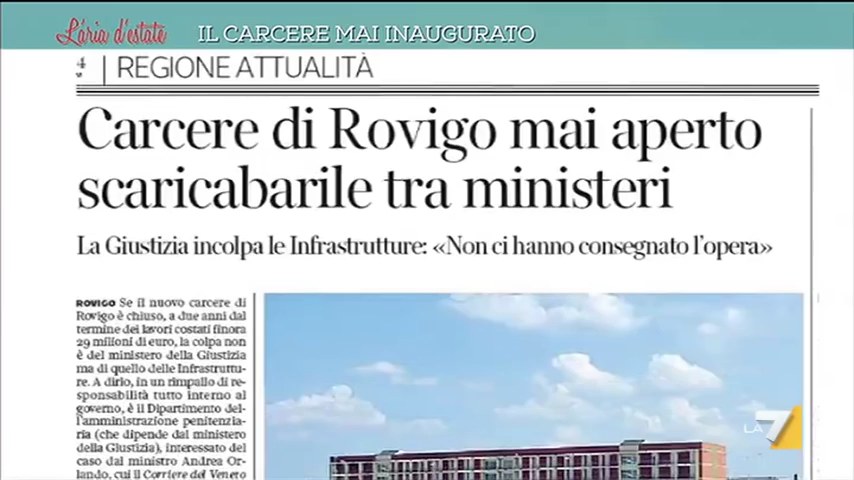 L'aria d'estate
IL CARCERE MAI INAUGURATO
4
REGIONE ATTUALITÀ
Carcere di Rovigo mai aperto
scaricabarile tra ministeri
La Giustizia incolpa le Infrastrutture: «Non ci hanno consegnato l'opera»
ROVIGO Se il nuovo carcere di
Rovigo è chiuso, a due anni dal
termine dei lavori costati finora
29 milioni di euro, la colpa non
è del ministero della Giustizia
ma di quello delle Infrastruttu-
re. A dirlo, in un rimpallo di re-
sponsabilità tutto interno al
governo, è il Dipartimento del-
l'amministrazione penitenzia-
ria (che dipende dal ministero
della Giustizia), interessato del
caso dal ministro Andrea Or-
lando, cui il Corriere del Veneto
LA7